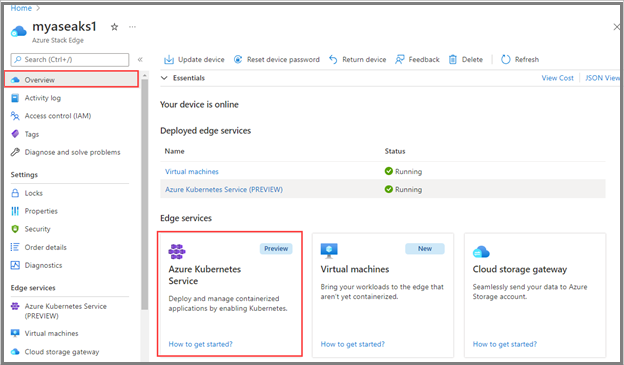 Home >
myaseaks1 ☆ ...
Azure Stack Edge
Search (Ctrl+/)
«
Overview
Activity log
Access control (IAM)
Tags
Diagnose and solve problems
Settings
Locks
Properties
Security
Order details
Diagnostics
Edge services
Azure Kubernetes Service
(PREVIEW)
Virtual machines
Cloud storage gateway
Update device Reset device password Return device Feedback Delete Refresh
Essentials View Cost JSON View
Your device is online
Deployed edge services
Name Status
Virtual machines Running
Azure Kubernetes Service (PREVIEW) Running
Edge services
Preview
Azure Kubernetes
Service
Deploy and manage containerized
applications by enabling Kubernetes.
How to get started?
New
Virtual machines
Bring your workloads to the edge that
aren't yet containerized.
How to get started?
Cloud storage gateway
Seamlessly send your data to Azure
Storage account.
How to get started?